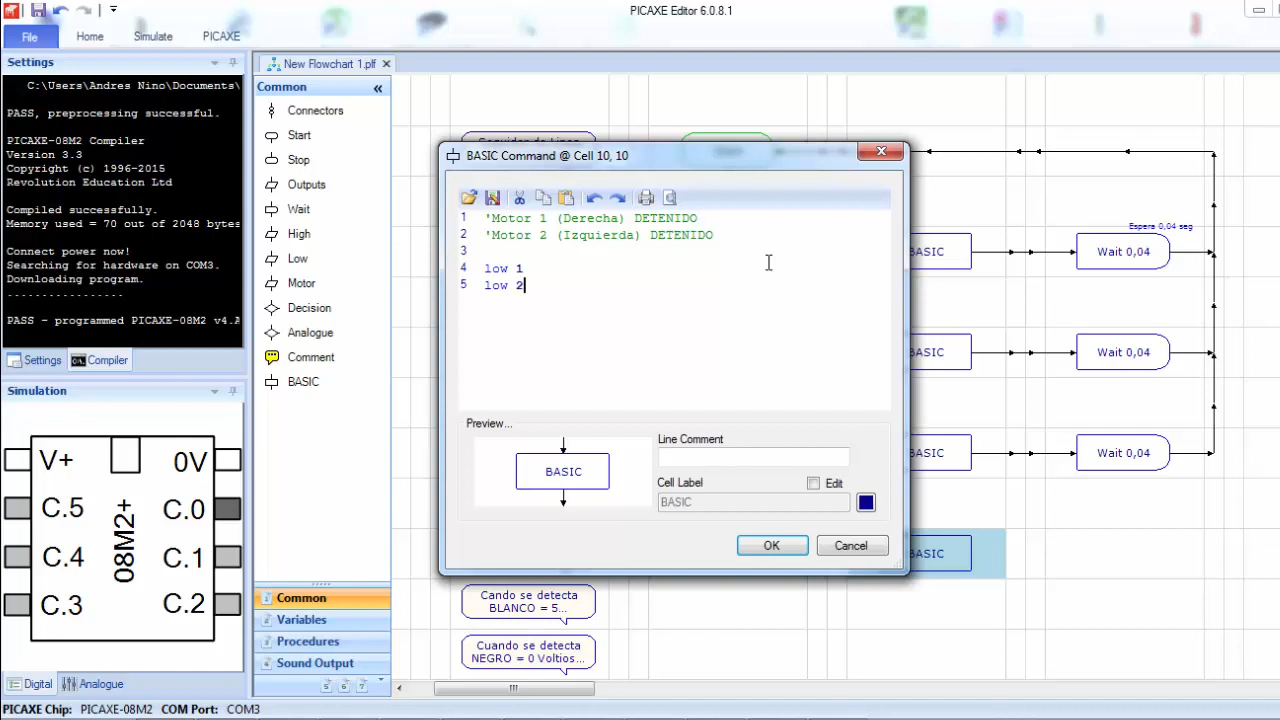 PICAXE Editor 6.0.8.1
File
Home
Simulate
PICAXE
Settings
C:\Users\Andres Nino\Documents\
PASS, preprocessing successful.
PICAXE-08M2 Compiler
Version 3.3
Copyright (c) 1996-2015
Revolution Education Ltd
Compiled successfully.
Memory used = 70 out of 2048 bytes
Connect power now!
Searching for hardware on COM3.
Downloading program.
-----------------
PASS - programmed PICAXE-08M2 v4.A
Settings
Compiler
Simulation
V+
0V
C.5
C.0
C.4
C.1
C.3
C.2
08M2+
Digital
Analogue
PICAXE Chip: PICAXE-08M2 COM Port: COM3
New Flowchart 1.plf
Common
Connectors
Start
Stop
Outputs
Wait
High
Low
Motor
Decision
Analogue
Comment
BASIC
Common
Variables
Procedures
Sound Output
5 6 7
BASIC Command @ Cell 10, 10
1 'Motor 1 (Derecha) DETENIDO
2 'Motor 2 (Izquierda) DETENIDO
3
4 low 1
5 low 2
Preview...
BASIC
Line Comment
Cell Label
Edit
BASIC
OK
Cancel
Espera 0,04 seg
BASIC
Wait 0,04
BASIC
Wait 0,04
BASIC
Wait 0,04
BASIC
Cando se detecta
BLANCO = 5...
Cuando se detecta
NEGRO = 0 Voltios...